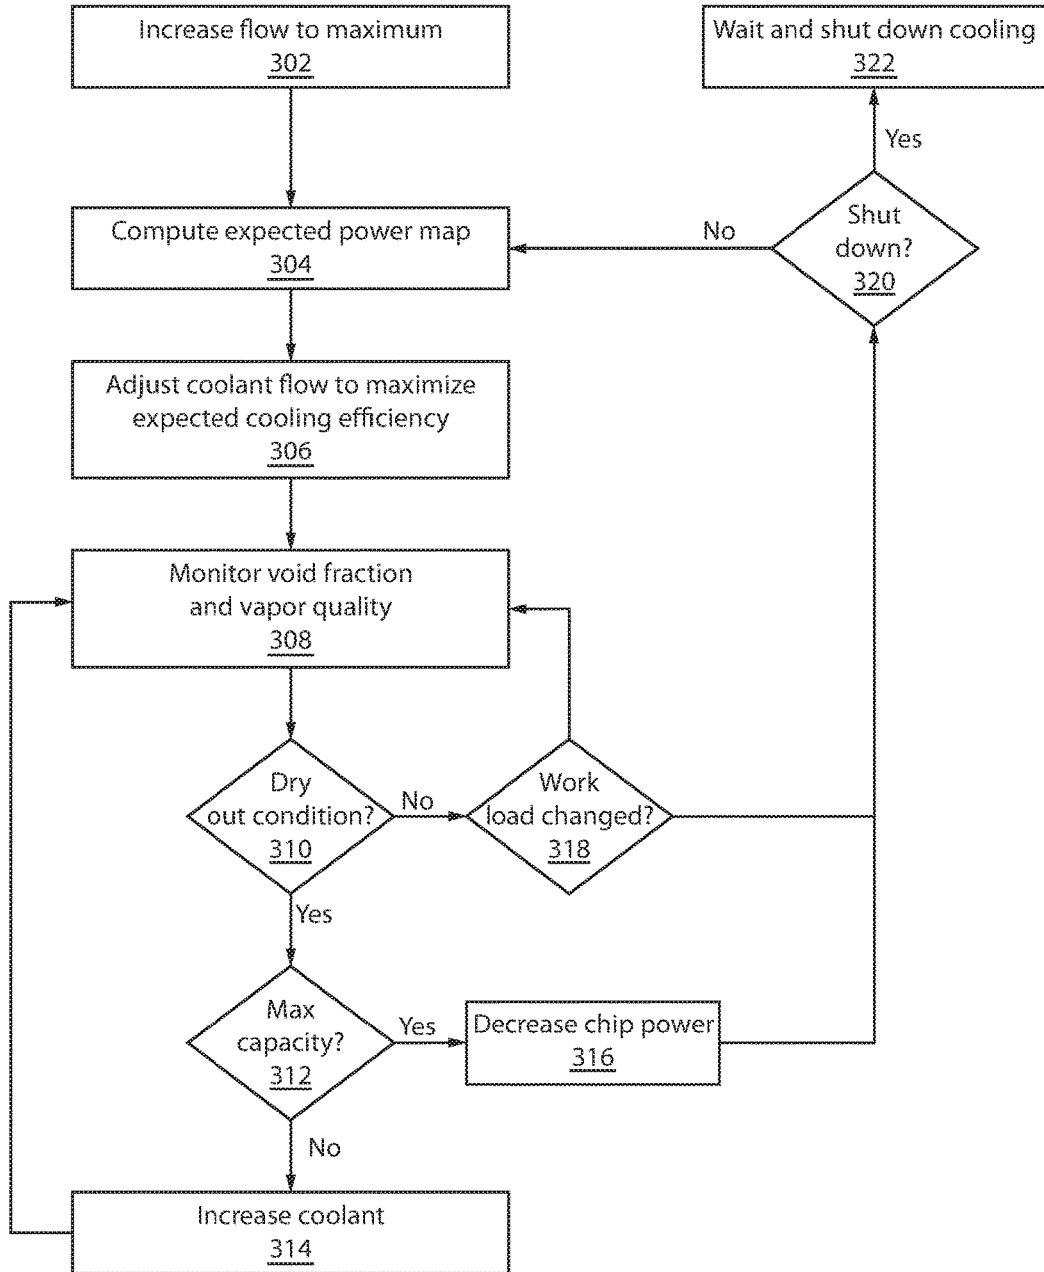 Increase flow to maximum
302
Wait and shut down cooling
322
Yes
Shut
down?
320
No
Compute expected power map
304
Adjust coolant flow to maximize
expected cooling efficiency
306
Monitor void fraction
and vapor quality
308
Dry
out condition?
310
No
Work
load changed?
318
Yes
Max
capacity?
312
Yes
Decrease chip power
316
No
Increase coolant
314